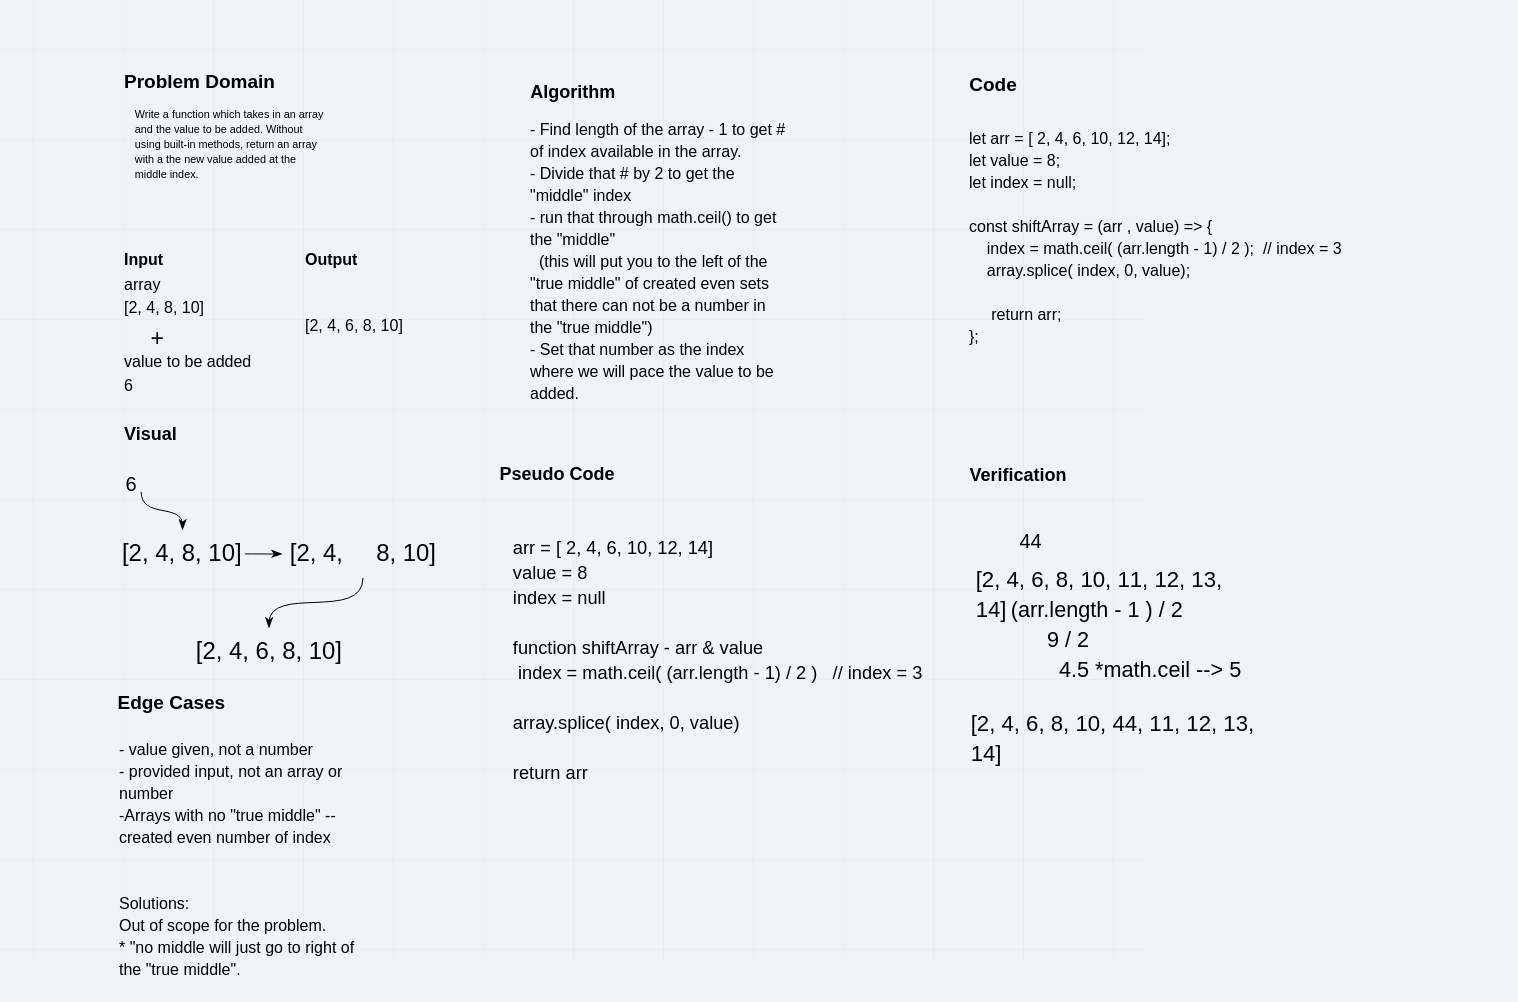 Problem Domain
Write a function which takes in an array
and the value to be added. Without
using built-in methods, return an array
with a the new value added at the
middle index.
Input
array
[2, 4, 8, 10]
+
value to be added
6
Output
[2, 4, 6, 8, 10]
Visual
6
[2, 4, 8, 10]
[2, 4,     8, 10]
[2, 4, 6, 8, 10]
Edge Cases
- value given, not a number
- provided input, not an array or
number
-Arrays with no "true middle" --
created even number of index
Solutions:
Out of scope for the problem.
* "no middle will just go to right of
the "true middle".
Algorithm
- Find length of the array - 1 to get #
of index available in the array.
- Divide that # by 2 to get the
"middle" index
- run that through math.ceil() to get
the "middle"
(this will put you to the left of the
"true middle" of created even sets
that there can not be a number in
the "true middle")
- Set that number as the index
where we will pace the value to be
added.
Pseudo Code
arr = [ 2, 4, 6, 10, 12, 14]
value = 8
index = null
function shiftArray - arr & value
index = math.ceil( (arr.length - 1) / 2 )   // index = 3
array.splice( index, 0, value)
return arr
Code
let arr = [ 2, 4, 6, 10, 12, 14];
let value = 8;
let index = null;
const shiftArray = (arr , value) => {
index = math.ceil( (arr.length - 1) / 2 );  // index = 3
array.splice( index, 0, value);
return arr;
};
Verification
44
[2, 4, 6, 8, 10, 11, 12, 13,
14] (arr.length - 1 ) / 2
9 / 2
4.5 *math.ceil --> 5
[2, 4, 6, 8, 10, 44, 11, 12, 13,
14]